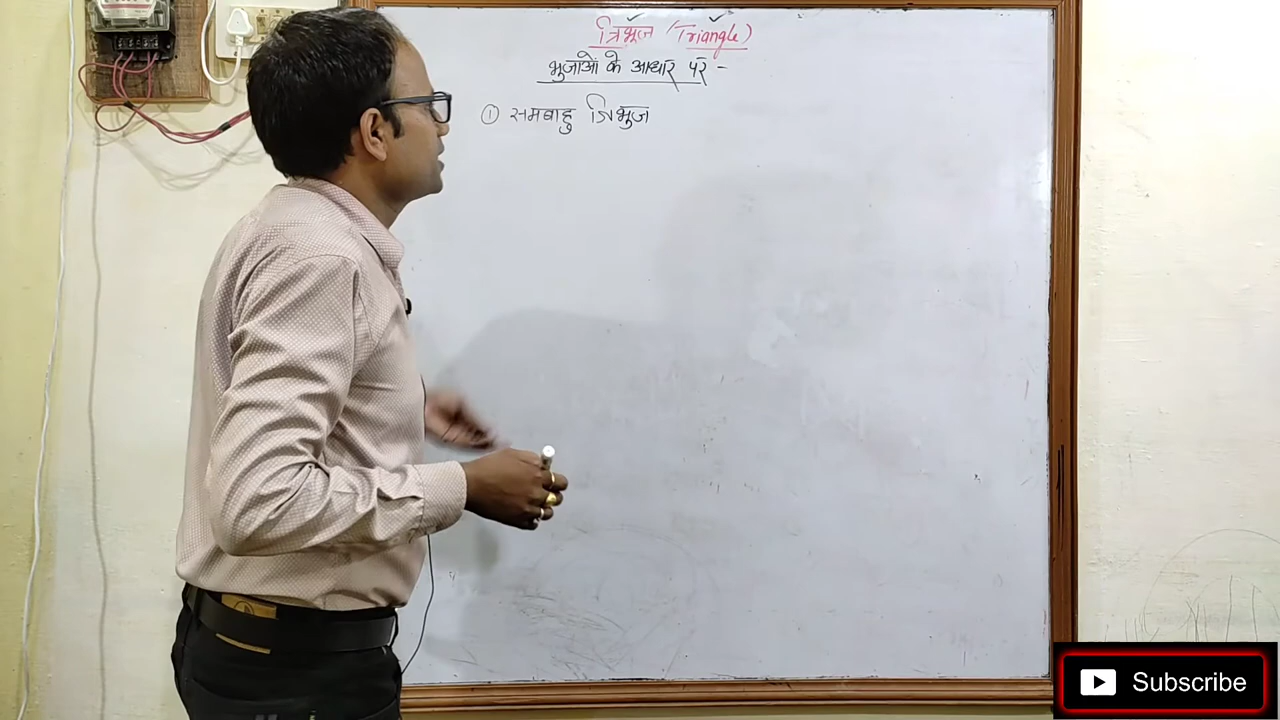 त्रिभुज (Triangle)
भुजाओं के आधार पर -
① समबाहु त्रिभुज
Subscribe